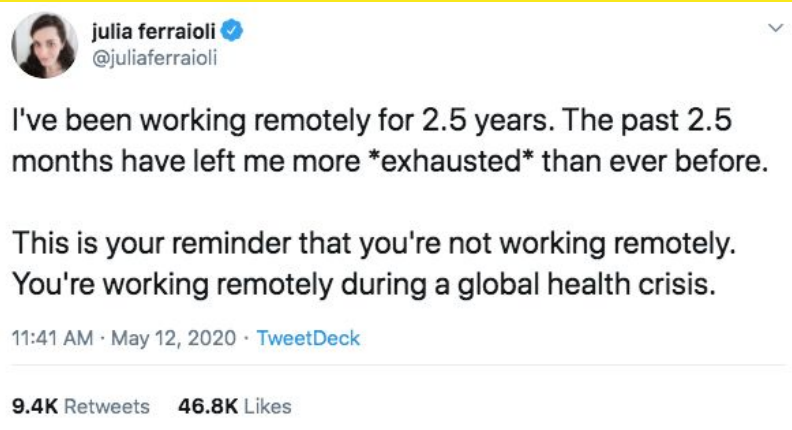 julia ferraioli
@juliaferraioli
I've been working remotely for 2.5 years. The past 2.5
months have left me more *exhausted* than ever before.
This is your reminder that you're not working remotely.
You're working remotely during a global health crisis.
11:41 AM · May 12, 2020 · TweetDeck
9.4K Retweets 46.8K Likes